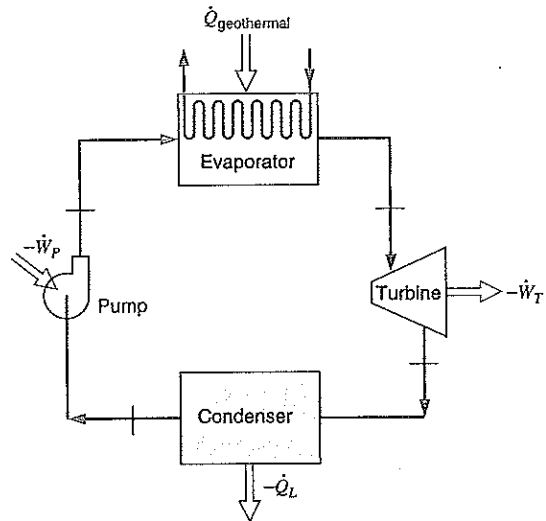 Q̇geothermal
Evaporator
−ẆP
Pump
Turbine
−ẆT
Condenser
−Q̇L